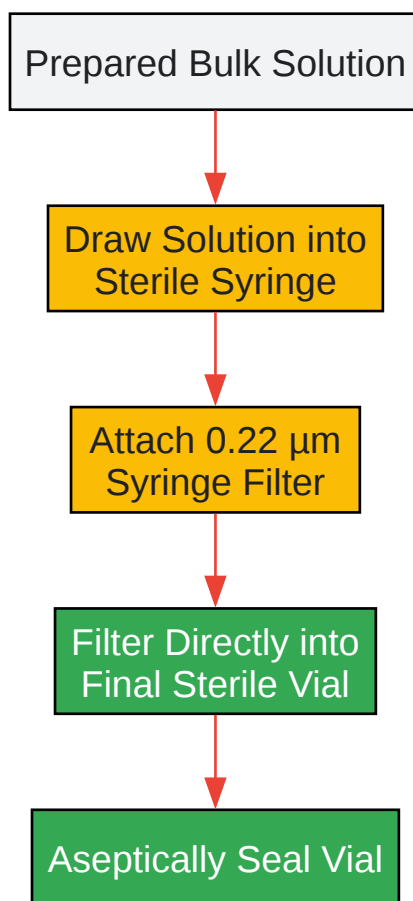 Prepared Bulk Solution
Draw Solution into
Sterile Syringe
Attach 0.22 µm
Syringe Filter
Filter Directly into
Final Sterile Vial
Aseptically Seal Vial